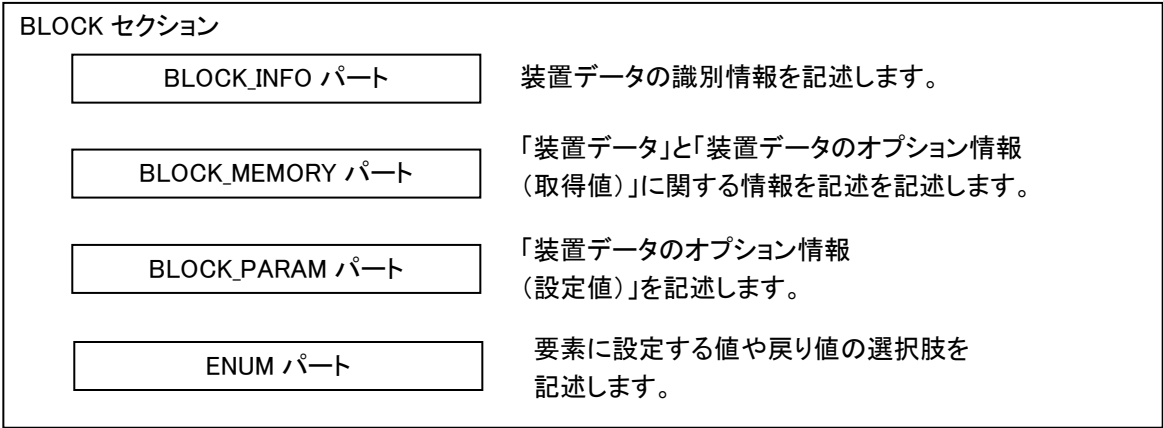 BLOCK セクション
BLOCK_INFO パート
装置データの識別情報を記述します。
BLOCK_MEMORY パート
「装置データ」と「装置データのオプション情報
（取得値）」に関する情報を記述を記述します。
BLOCK_PARAM パート
「装置データのオプション情報
（設定値）」を記述します。
ENUM パート
要素に設定する値や戻り値の選択肢を
記述します。